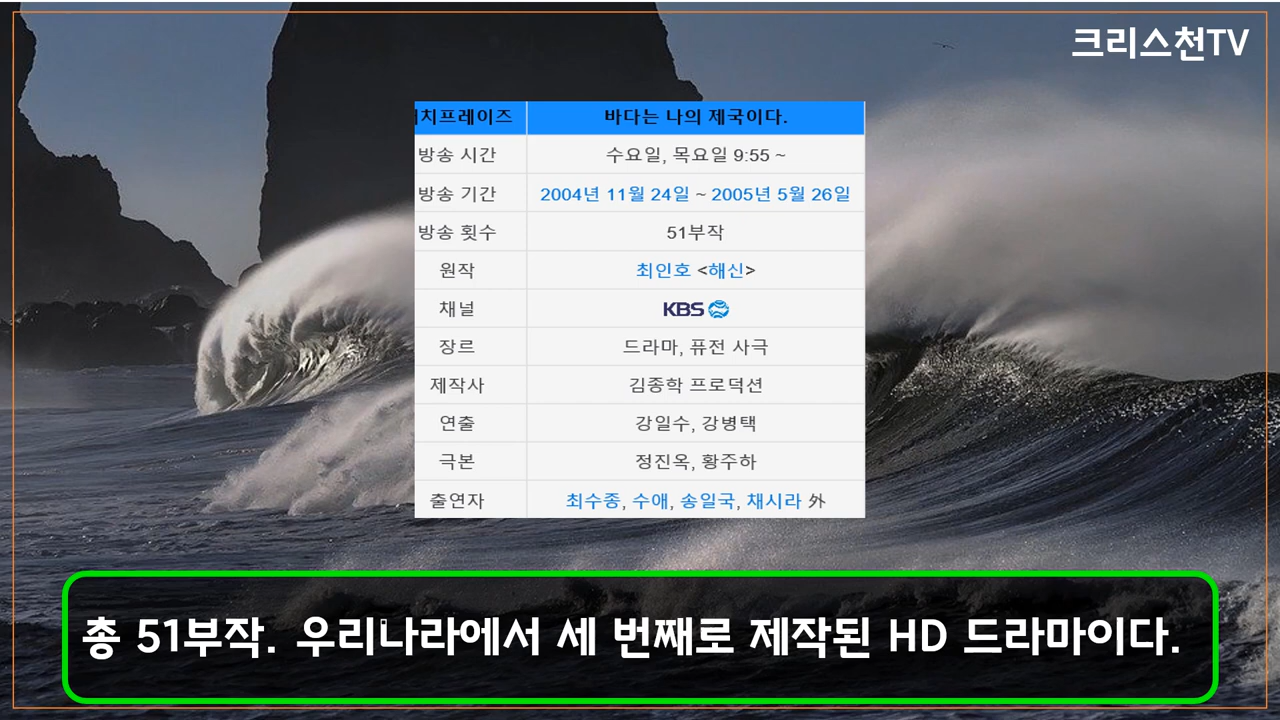 크리스천TV
치프레이즈 바다는 나의 제국이다.
방송 시간 수요일, 목요일 9:55 ~
방송 기간 2004년 11월 24일 ~ 2005년 5월 26일
방송 횟수 51부작
원작 최인호 <해신>
채널 KBS
장르 드라마, 퓨전 사극
제작사 김종학 프로덕션
연출 강일수, 강병택
극본 정진옥, 황주하
출연자 최수종, 수애, 송일국, 채시라 外
총 51부작. 우리나라에서 세 번째로 제작된 HD 드라마이다.